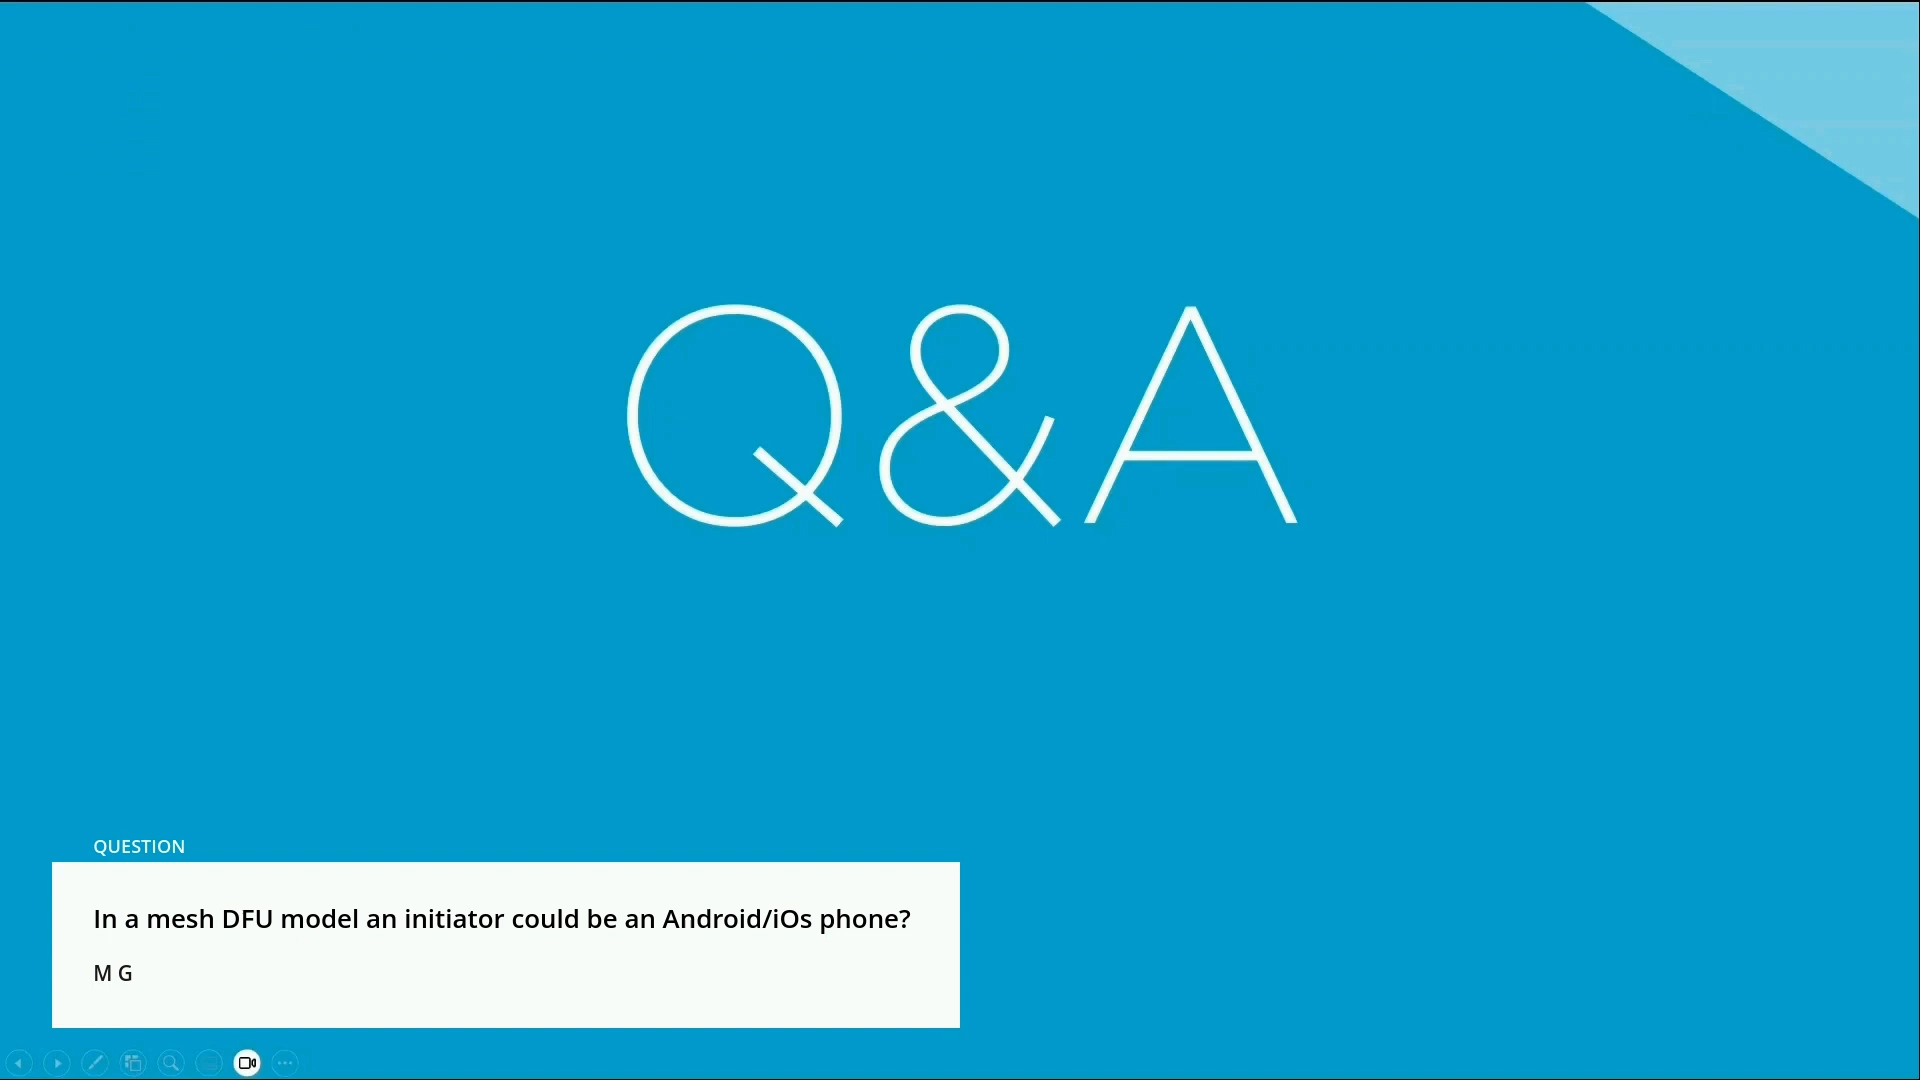 Q&A
QUESTION
In a mesh DFU model an initiator could be an Android/iOs phone?
M G